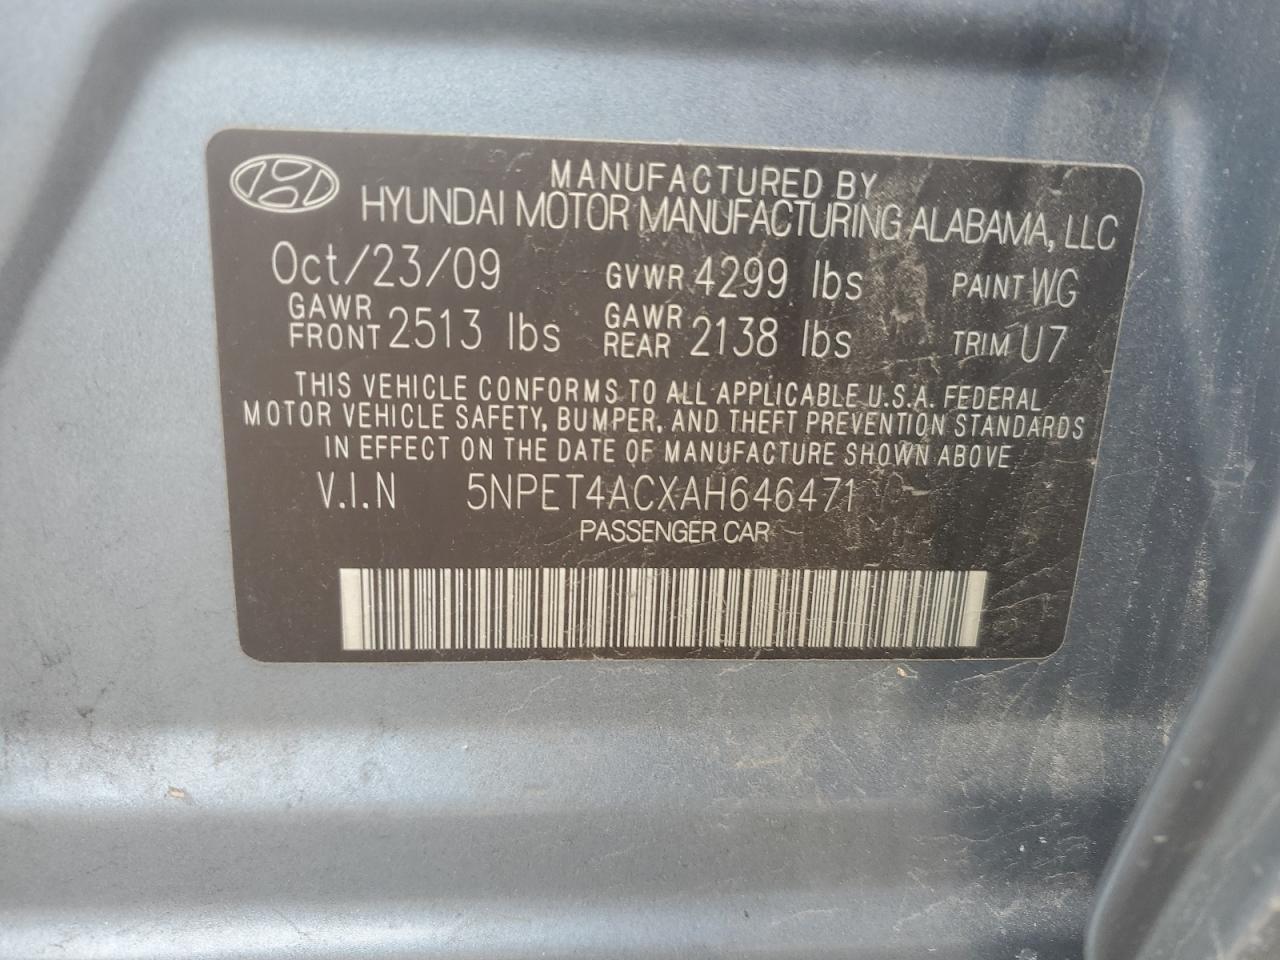 MANUFACTURED BY
HYUNDAI MOTOR MANUFACTURING ALABAMA, LLC
Oct/23/09 GVWR 4299 lbs PAINT WG
GAWR FRONT 2513 lbs GAWR REAR 2138 lbs TRIM U7
THIS VEHICLE CONFORMS TO ALL APPLICABLE U.S.A. FEDERAL
MOTOR VEHICLE SAFETY, BUMPER, AND THEFT PREVENTION STANDARDS
IN EFFECT ON THE DATE OF MANUFACTURE SHOWN ABOVE
V.I.N 5NPET4ACXAH646471
PASSENGER CAR